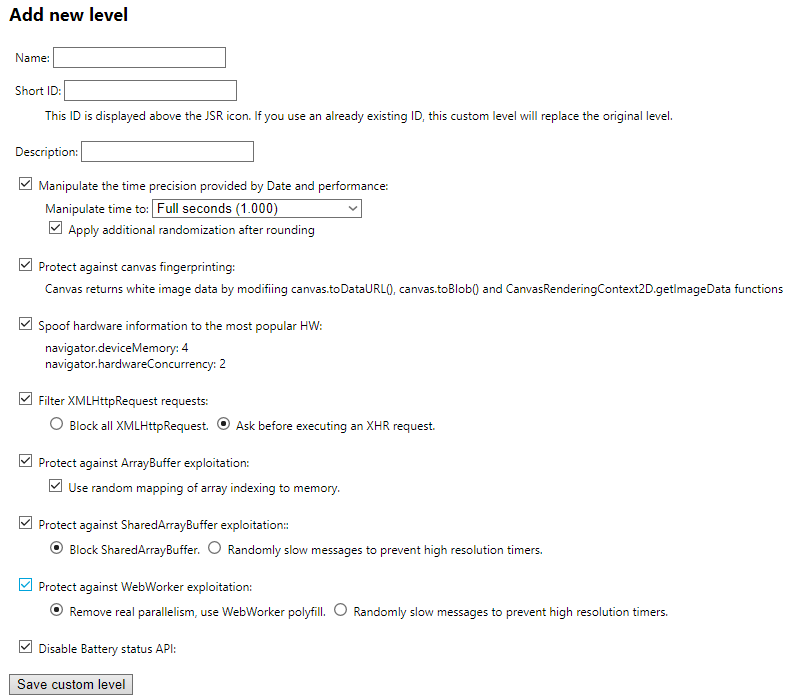 Add new level
Name:
Short ID:
This ID is displayed above the JSR icon. If you use an already existing ID, this custom level will replace the original level.
Description:
Manipulate the time precision provided by Date and performance:
Manipulate time to: Full seconds (1.000)
Apply additional randomization after rounding
Protect against canvas fingerprinting:
Canvas returns white image data by modifiing canvas.toDataURL(), canvas.toBlob() and CanvasRenderingContext2D.getImageData functions
Spoof hardware information to the most popular HW:
navigator.deviceMemory: 4
navigator.hardwareConcurrency: 2
Filter XMLHttpRequest requests:
Block all XMLHttpRequest. Ask before executing an XHR request.
Protect against ArrayBuffer exploitation:
Use random mapping of array indexing to memory.
Protect against SharedArrayBuffer exploitation::
Block SharedArrayBuffer. Randomly slow messages to prevent high resolution timers.
Protect against WebWorker exploitation:
Remove real parallelism, use WebWorker polyfill. Randomly slow messages to prevent high resolution timers.
Disable Battery status API:
Save custom level